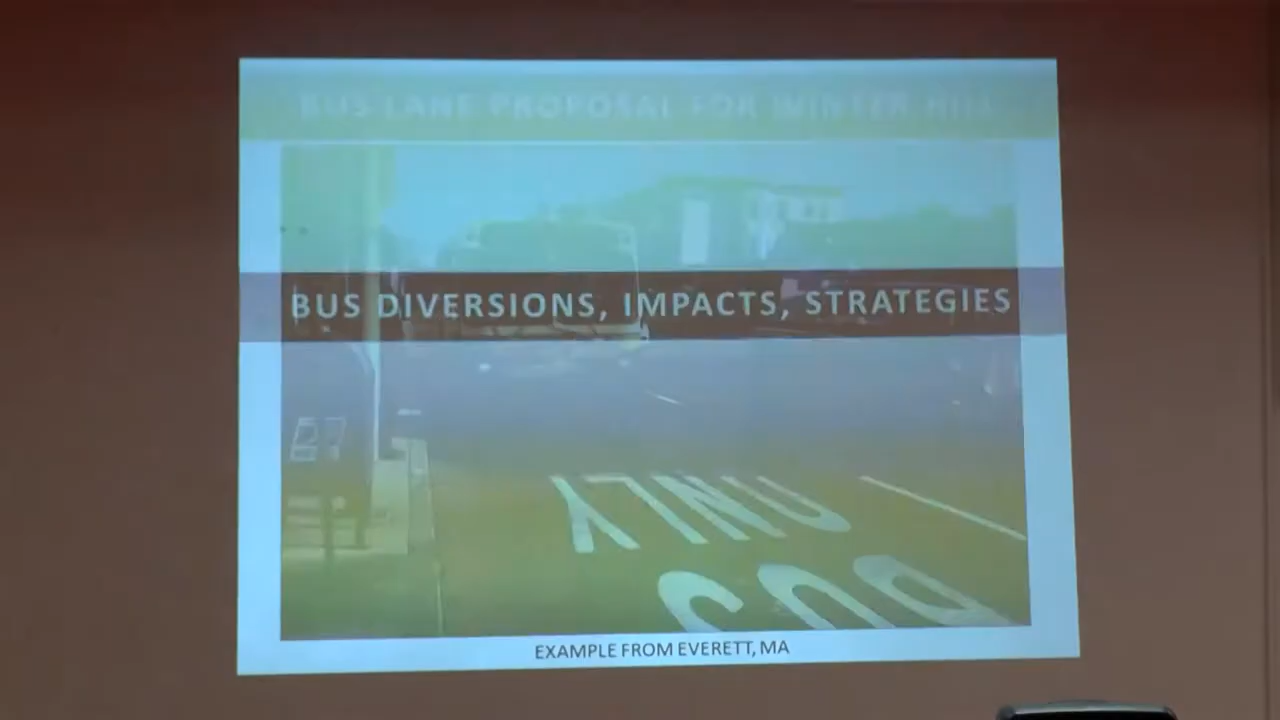 BUS LANE PROPOSAL FOR WINTER HILL
BUS DIVERSIONS, IMPACTS, STRATEGIES
ONLY
BUS
EXAMPLE FROM EVERETT, MA